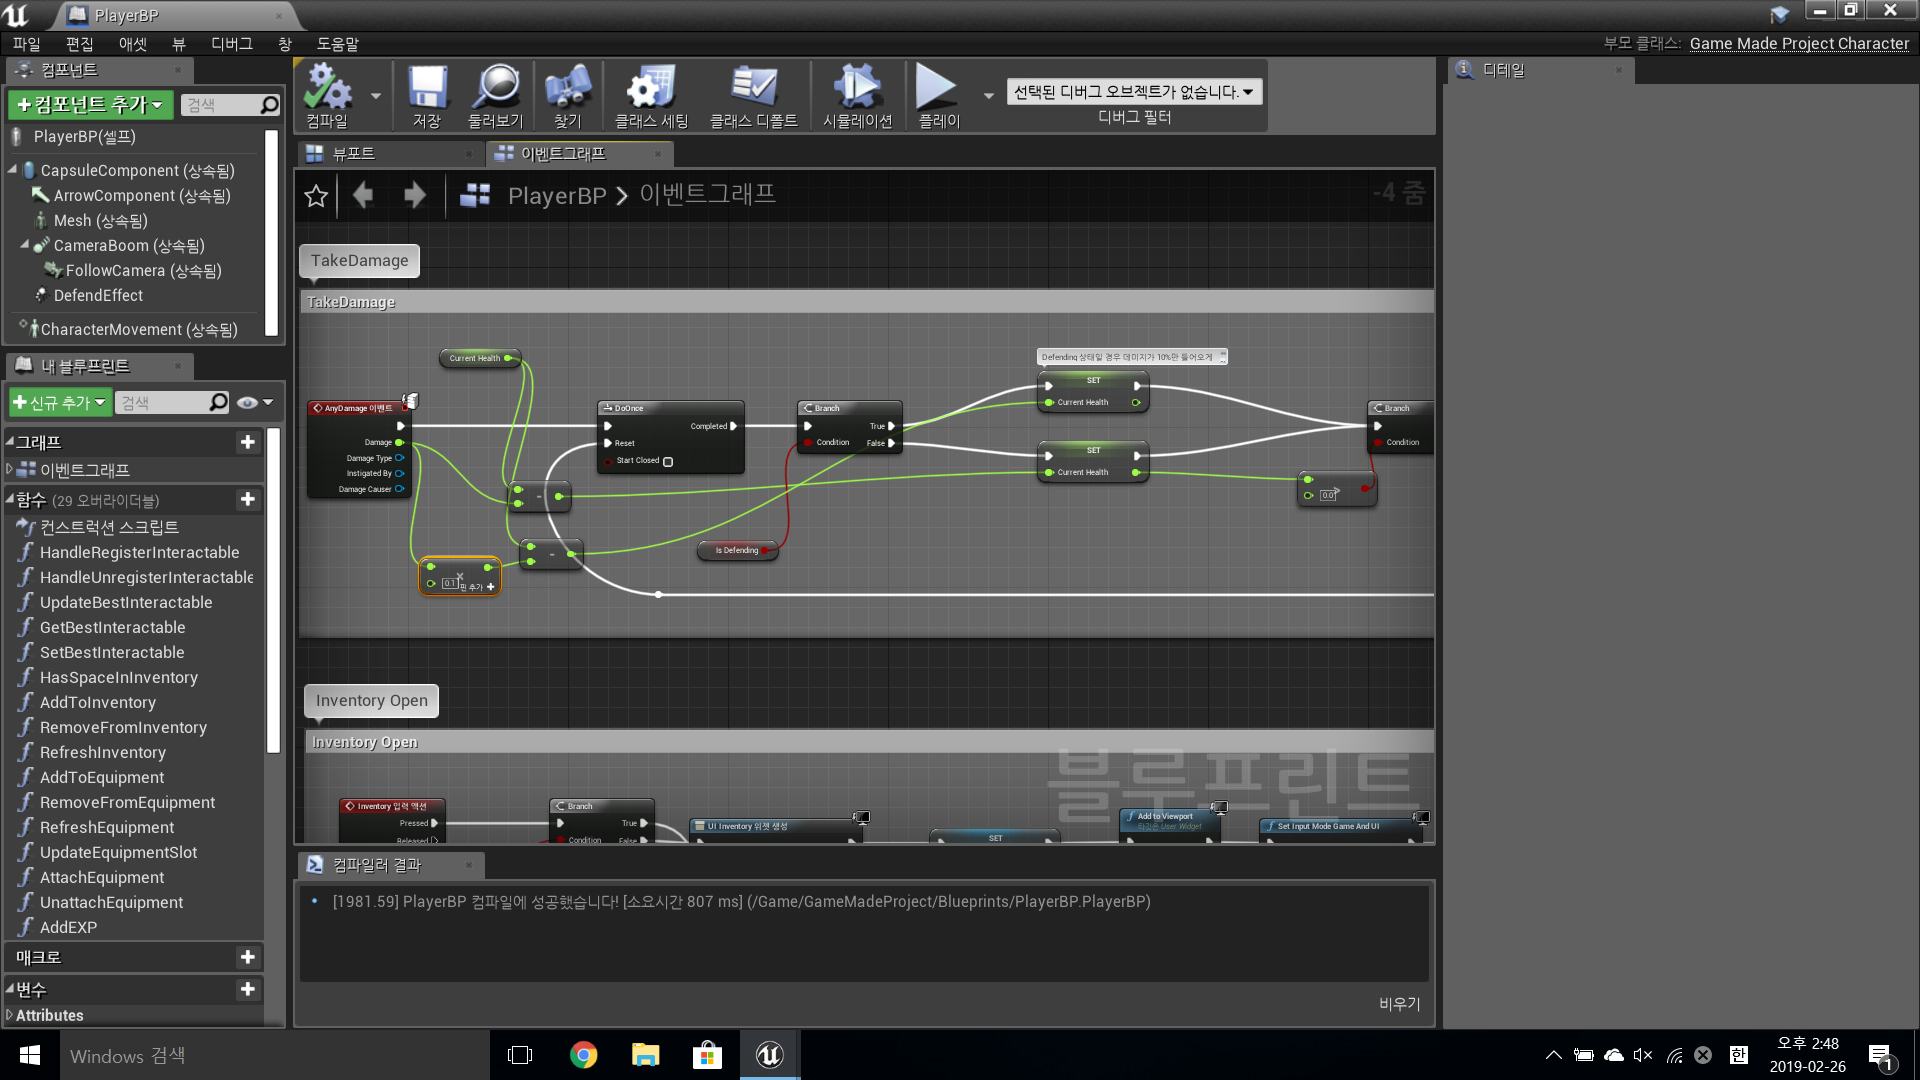 PlayerBP
파일 편집 애셋 뷰 디버그 창 도움말
부모 클래스: Game Made Project Character
컴포넌트
+컴포넌트 추가
검색
PlayerBP(셀프)
CapsuleComponent (상속됨)
ArrowComponent (상속됨)
Mesh (상속됨)
CameraBoom (상속됨)
FollowCamera (상속됨)
DefendEffect
CharacterMovement (상속됨)
내 블루프린트
+신규 추가
검색
그래프
이벤트그래프
함수 (29 오버라이더블)
컨스트럭션 스크립트
HandleRegisterInteractable
HandleUnregisterInteractable
UpdateBestInteractable
GetBestInteractable
SetBestInteractable
HasSpaceInInventory
AddToInventory
RemoveFromInventory
RefreshInventory
AddToEquipment
RemoveFromEquipment
RefreshEquipment
UpdateEquipmentSlot
AttachEquipment
UnattachEquipment
AddEXP
매크로
변수
Attributes
컴파일 저장 둘러보기 찾기 클래스 세팅 클래스 디폴트 시뮬레이션 플레이
선택된 디버그 오브젝트가 없습니다.
디버그 필터
뷰포트
이벤트그래프
PlayerBP > 이벤트그래프
-4 줌
TakeDamage
TakeDamage
Current Health
AnyDamage 이벤트
Damage
Damage Type
Instigated By
Damage Causer
DoOnce
Completed
Reset
Start Closed
Branch
True
Condition
False
Defending 상태일 경우 데미지가 10%만 들어오게
SET
Current Health
SET
Current Health
Branch
Condition
0.0
>
-
-
Is Defending
×
0.1
핀 추가 +
Inventory Open
Inventory Open
블루프린트
Inventory 입력 액션
Pressed
Released
Branch
True
Condition
False
UI Inventory 위젯 생성
SET
Add to Viewport
타깃은 User Widget
Set Input Mode Game And UI
컴파일러 결과
[1981.59] PlayerBP 컴파일에 성공했습니다! [소요시간 807 ms] (/Game/GameMadeProject/Blueprints/PlayerBP.PlayerBP)
비우기
디테일
Windows 검색
한
오후 2:48
2019-02-26
1